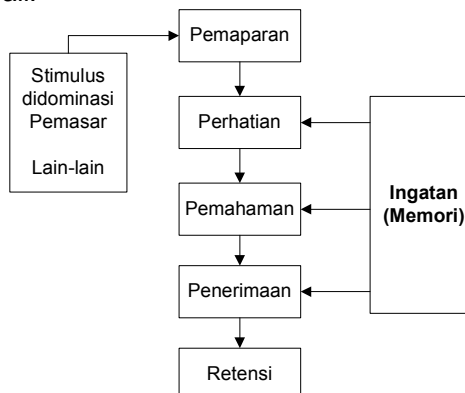 Pemaparan
Stimulus
didominasi
Pemasar
Lain-lain
Perhatian
Pemahaman
Penerimaan
Retensi
Ingatan
(Memori)